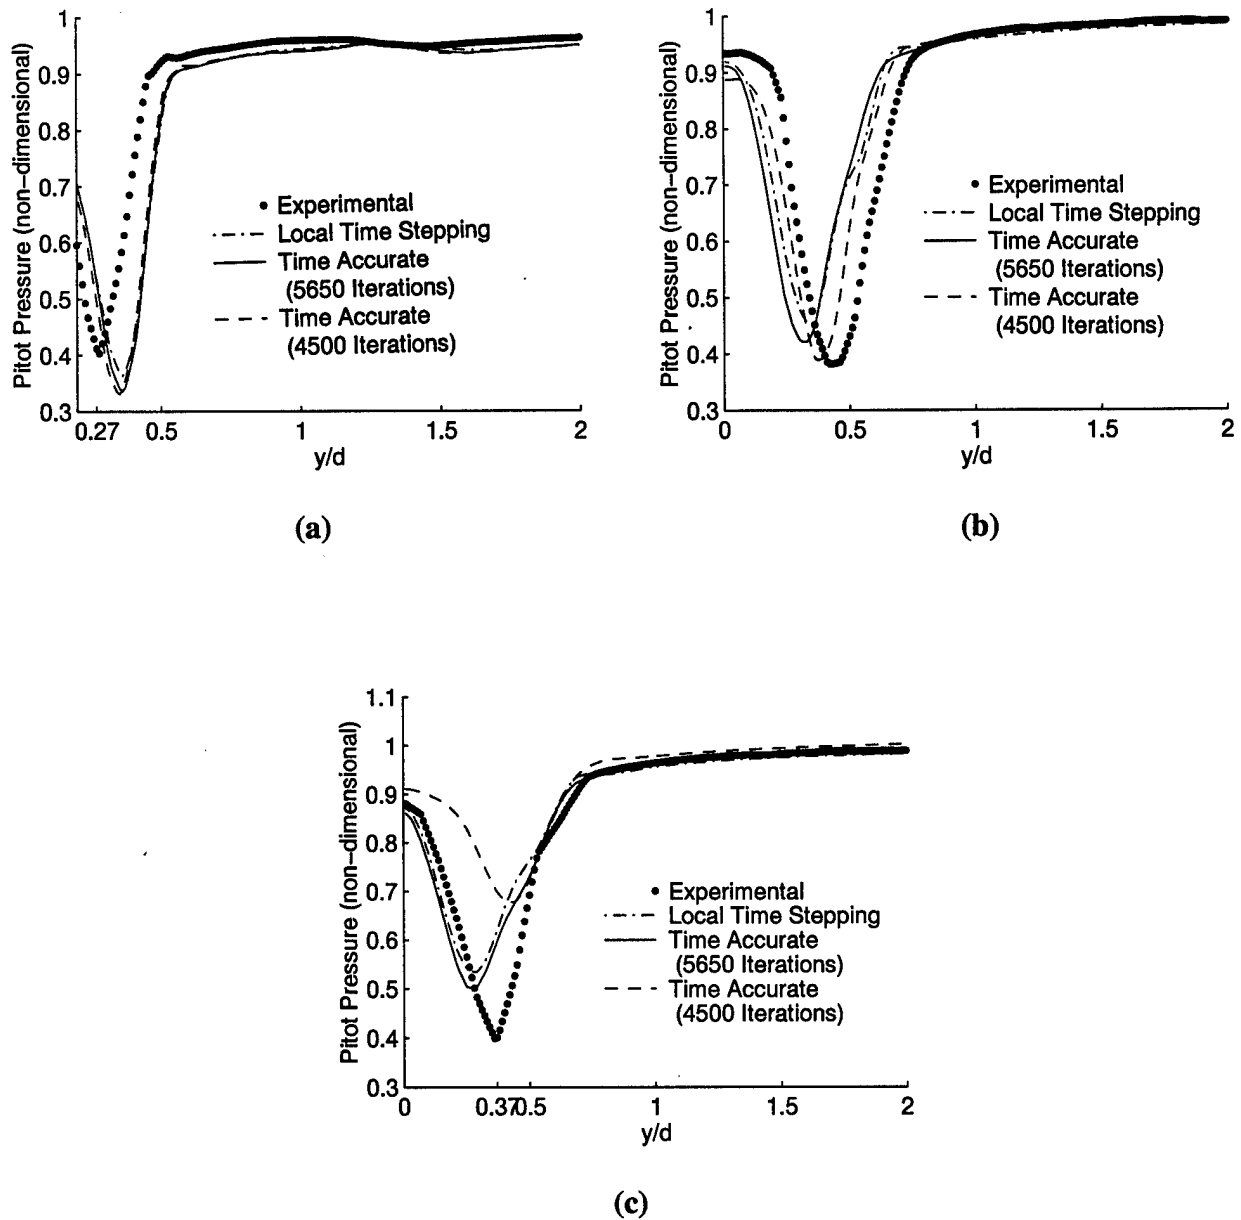 1
0.9
0.8
0.7
0.6
0.5
0.4
0.3
Pitot Pressure (non-dimensional)
Experimental
Local Time Stepping
Time Accurate
(5650 Iterations)
Time Accurate
(4500 Iterations)
0.27 0.5 1 1.5 2
y/d
(a)
1
0.9
0.8
0.7
0.6
0.5
0.4
0.3
Pitot Pressure (non-dimensional)
Experimental
Local Time Stepping
Time Accurate
(5650 Iterations)
Time Accurate
(4500 Iterations)
0 0.5 1 1.5 2
y/d
(b)
1.1
1
0.9
0.8
0.7
0.6
0.5
0.4
0.3
Pitot Pressure (non-dimensional)
Experimental
Local Time Stepping
Time Accurate
(5650 Iterations)
Time Accurate
(4500 Iterations)
0 0.37 0.5 1 1.5 2
y/d
(c)